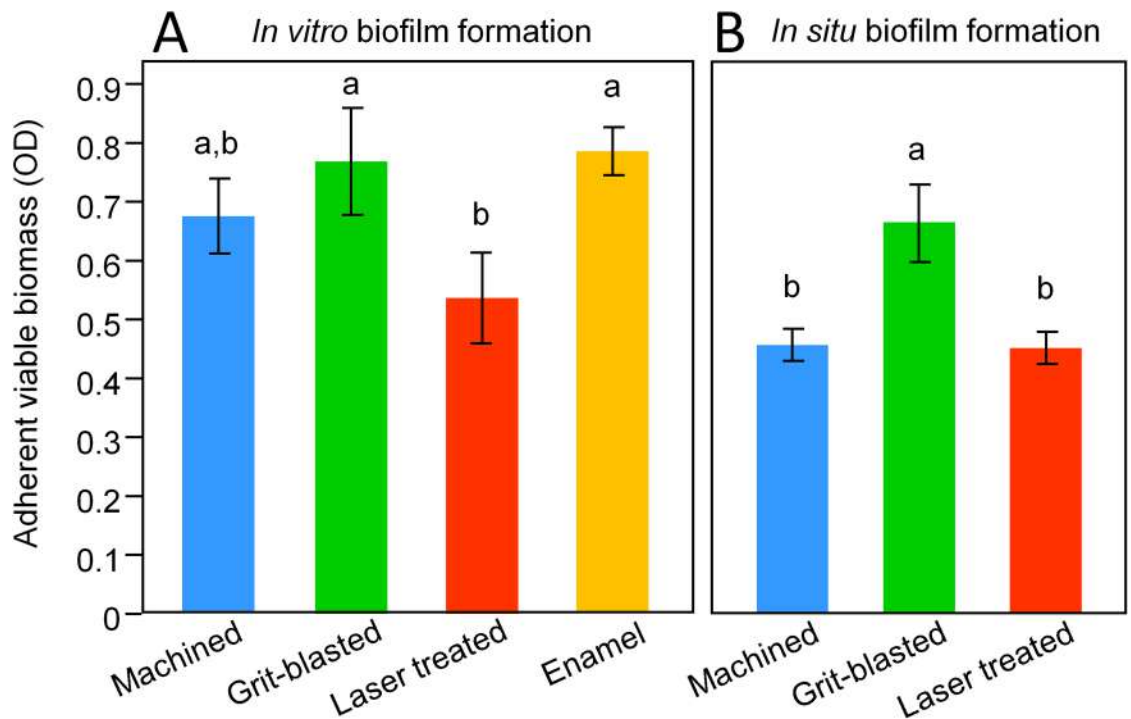 A In vitro biofilm formation
B In situ biofilm formation
Adherent viable biomass (OD)
0.9
0.8
0.7
0.6
0.5
0.4
0.3
0.2
0.1
0
a,b
a
b
a
b
a
b
Machined
Grit-blasted
Laser treated
Enamel
Machined
Grit-blasted
Laser treated